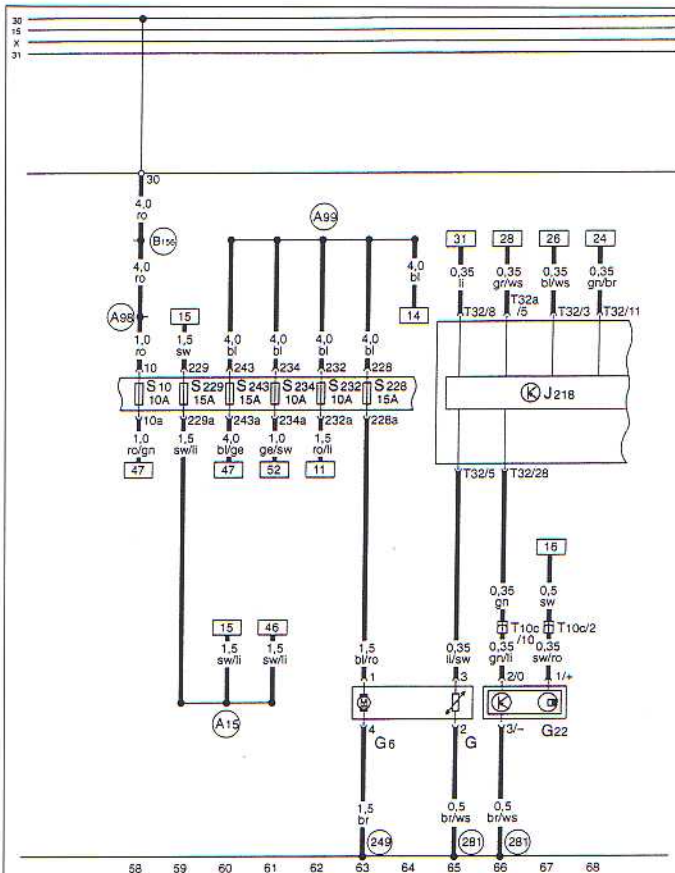 30
15
X
31
30
4,0
ro
B156
4,0
ro
A98
A99
4,0
bl
14
15
1,0
ro
1,5
sw
4,0
bl
4,0
bl
4,0
bl
4,0
bl
10
229
243
234
232
228
S10
10A
S229
15A
S243
15A
S234
10A
S232
10A
S228
15A
10a
229a
243a
234a
232a
228a
1,0
ro/gn
47
1,5
sw/li
4,0
bl/ge
47
1,0
ge/sw
52
1,5
ro/li
11
31
28
26
24
0,35
li
0,35
gr/ws
0,35
bl/ws
0,35
gn/br
T32/8
T32a
/5
T32/3
T32/11
K
J218
T32/5
T32/28
16
0,35
gn
0,5
sw
T10c
/10
T10c/2
15
46
1,5
sw/li
1,5
sw/li
A15
1,5
bl/ro
0,35
li/sw
0,35
gn/li
0,5
sw/ro
1
3
2/0
1/+
M
K
4
G6
2
G
3/−
G22
1,5
br
0,5
br/ws
0,5
br/ws
249
281
281
58 59 60 61 62 63 64 65 66 67 68